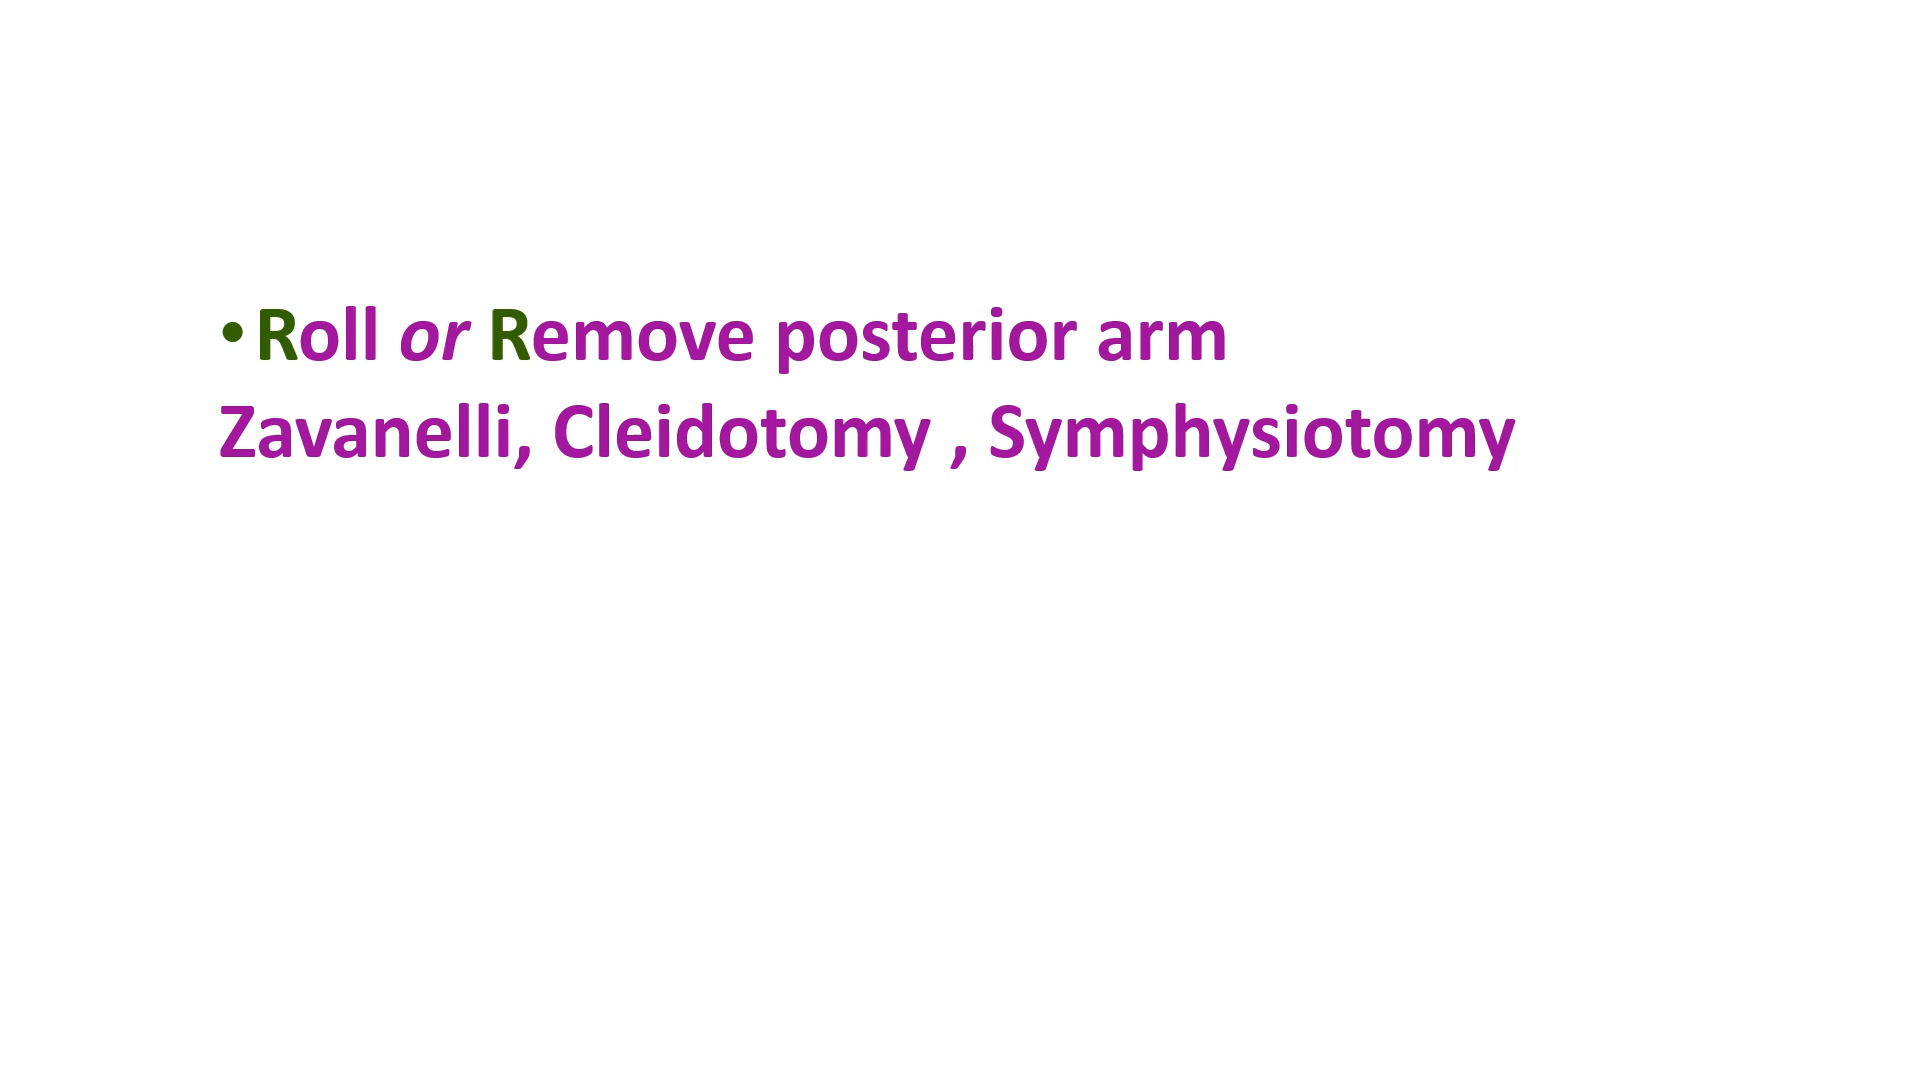 •Roll or Remove posterior arm
Zavanelli, Cleidotomy , Symphysiotomy